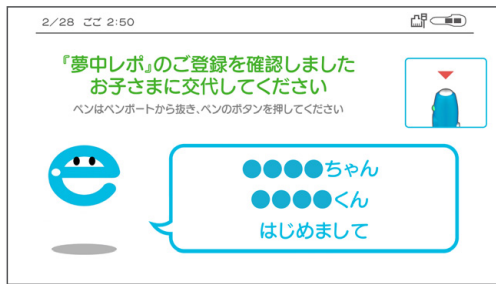 2/28 ごご 2:50
『夢中レポ』のご登録を確認しました
お子さまに交代してください
ペンはペンポートから抜き、ペンのボタンを押してください
●●●●ちゃん
●●●●くん
はじめまして